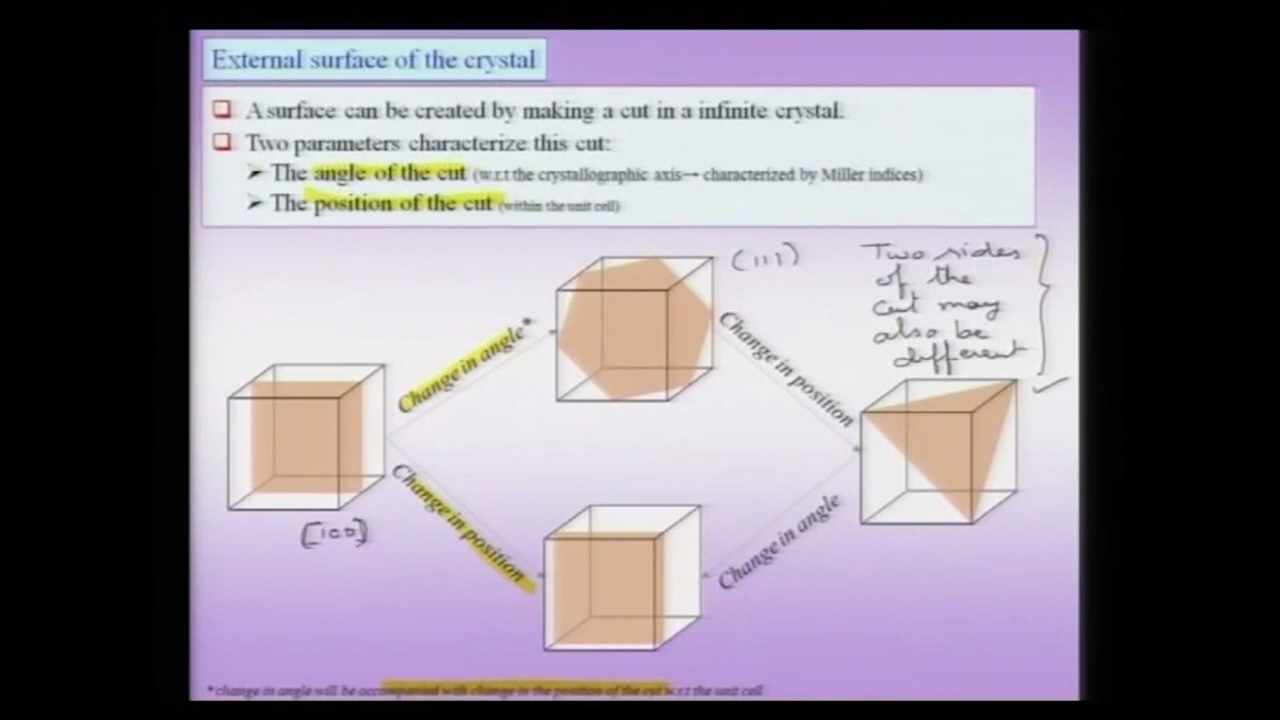 External surface of the crystal
A surface can be created by making a cut in a infinite crystal.
Two parameters characterize this cut:
The angle of the cut (w.r.t the crystallographic axis→ characterized by Miller indices)
The position of the cut (within the unit cell)
(111)
Two sides
of the
cut may
also be
different
Change in angle*
Change in position
[100]
Change in position
Change in angle
* change in angle will be accompanied with change in the position of the cut w.r.t the unit cell